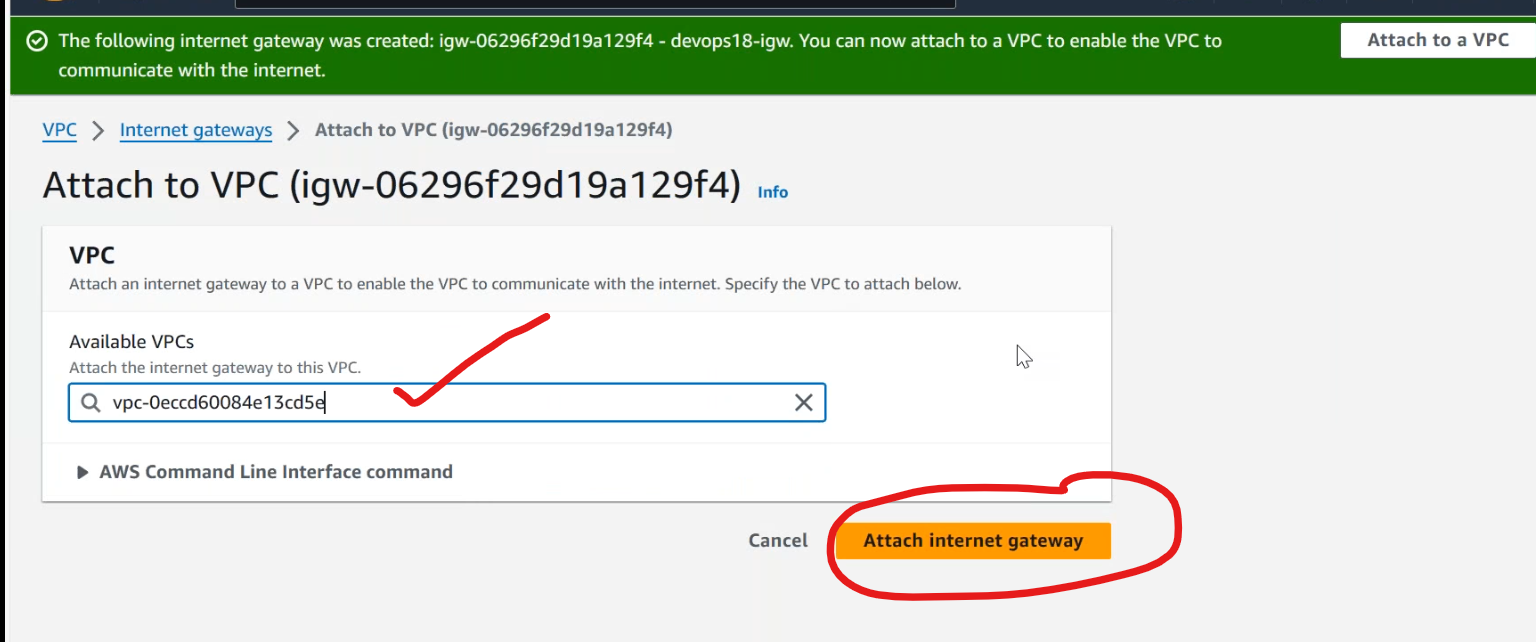 The following internet gateway was created: igw-06296f29d19a129f4 - devops18-igw. You can now attach to a VPC to enable the VPC to
communicate with the internet.
Attach to a VPC
VPC > Internet gateways > Attach to VPC (igw-06296f29d19a129f4)
Attach to VPC (igw-06296f29d19a129f4) Info
VPC
Attach an internet gateway to a VPC to enable the VPC to communicate with the internet. Specify the VPC to attach below.
Available VPCs
Attach the internet gateway to this VPC.
vpc-0eccd60084e13cd5e
AWS Command Line Interface command
Cancel
Attach internet gateway